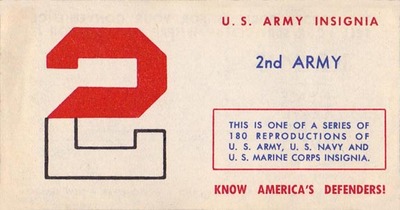 2
U. S. ARMY INSIGNIA
2nd ARMY
THIS IS ONE OF A SERIES OF
180 REPRODUCTIONS OF
U. S. ARMY, U. S. NAVY AND
U. S. MARINE CORPS INSIGNIA.
KNOW AMERICA'S DEFENDERS!